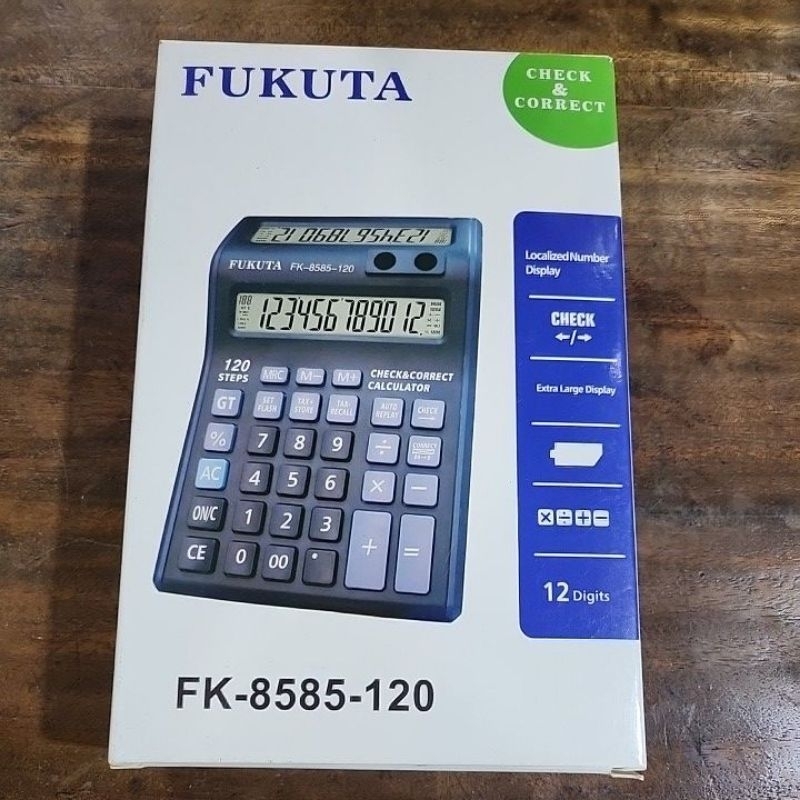 FUKUTA
CHECK
&
CORRECT
FUKUTA FK-8585-120
123456789012.
120
STEPS
MRC M− M+
CHECK&CORRECT
CALCULATOR
GT SET
FLASH TAX+
STORE TAX-
RECALL AUTO
REPLAY CHECK
→
% 7 8 9 ÷ CORRECT
AC 4 5 6 × −
ON/C 1 2 3 + =
CE 0 00 •
Localized Number
Display
CHECK
←/→
Extra Large Display
× ÷ + −
12 Digits
FK-8585-120